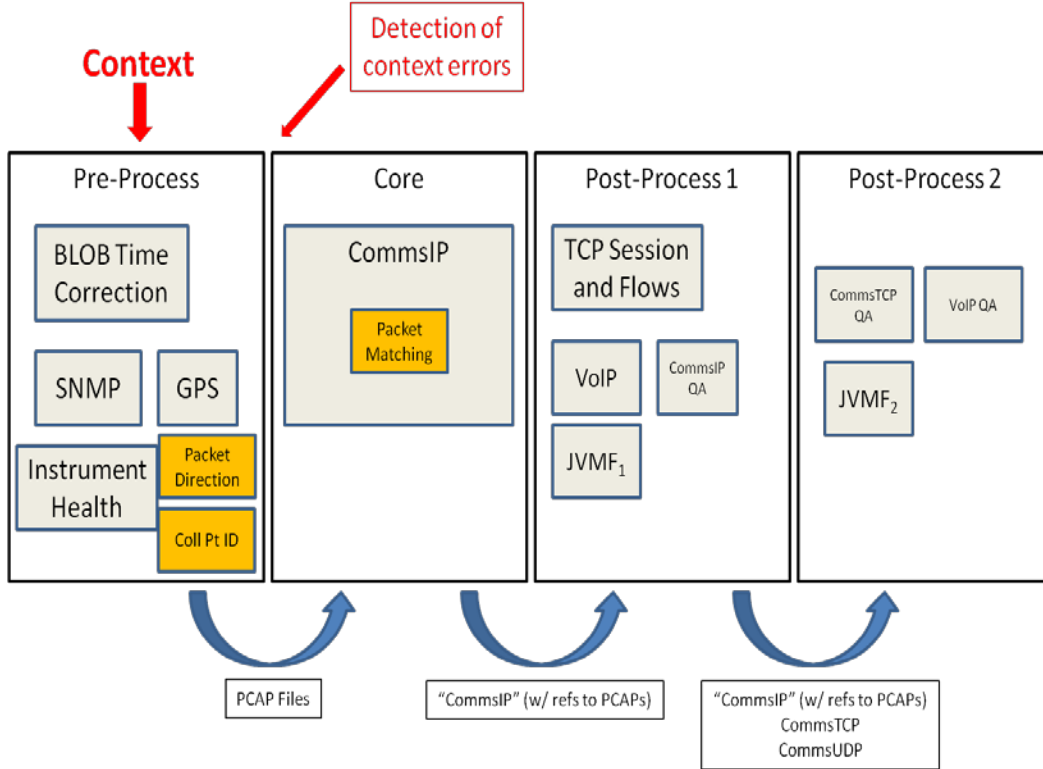 Context
Detection of
context errors
Pre-Process
BLOB Time
Correction
SNMP
GPS
Instrument
Health
Packet
Direction
Coll Pt ID
Core
CommsIP
Packet
Matching
Post-Process 1
TCP Session
and Flows
VoIP
CommsIP
QA
JVMF₁
Post-Process 2
CommsTCP
QA
VoIP QA
JVMF₂
PCAP Files
“CommsIP” (w/ refs to PCAPs)
“CommsIP” (w/ refs to PCAPs)
CommsTCP
CommsUDP